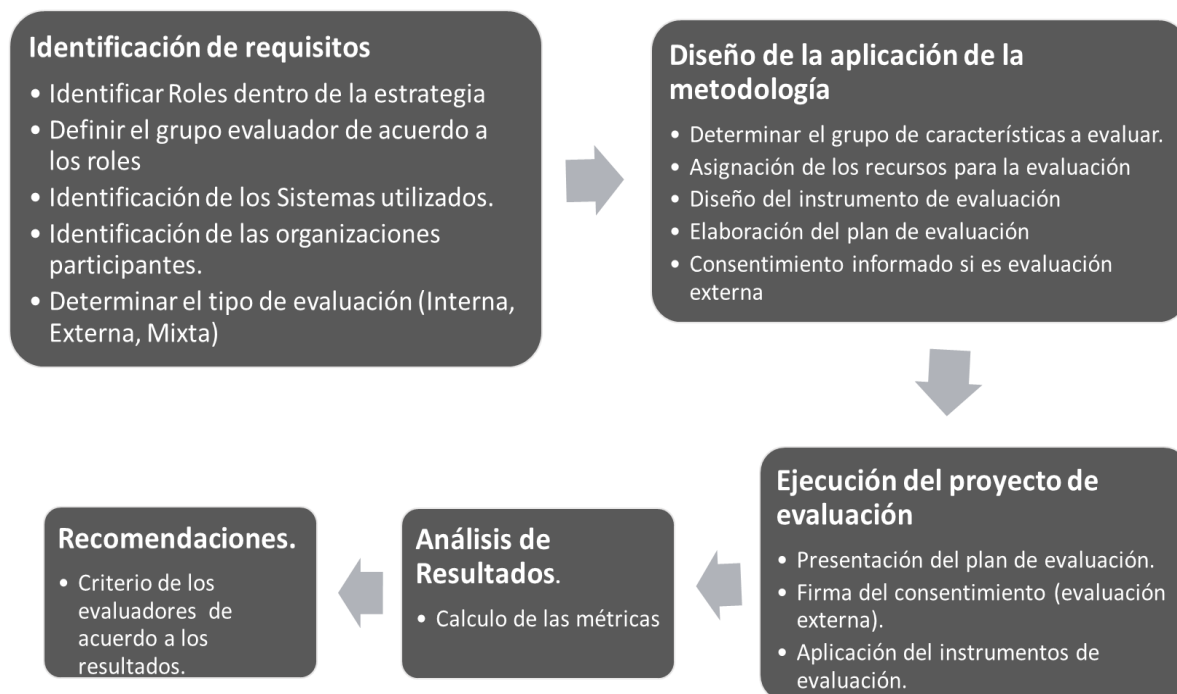 Identificación de requisitos
• Identificar Roles dentro de la estrategia
• Definir el grupo evaluador de acuerdo a
los roles
• Identificación de los Sistemas utilizados.
• Identificación de las organizaciones
participantes.
• Determinar el tipo de evaluación (Interna,
Externa, Mixta)
Diseño de la aplicación de la
metodología
• Determinar el grupo de características a evaluar.
• Asignación de los recursos para la evaluación
• Diseño del instrumento de evaluación
• Elaboración del plan de evaluación
• Consentimiento informado si es evaluación
externa
Ejecución del proyecto de
evaluación
• Presentación del plan de evaluación.
• Firma del consentimiento (evaluación
externa).
• Aplicación del instrumentos de
evaluación.
Análisis de
Resultados.
• Calculo de las métricas
Recomendaciones.
• Criterio de los
evaluadores de
acuerdo a los
resultados.